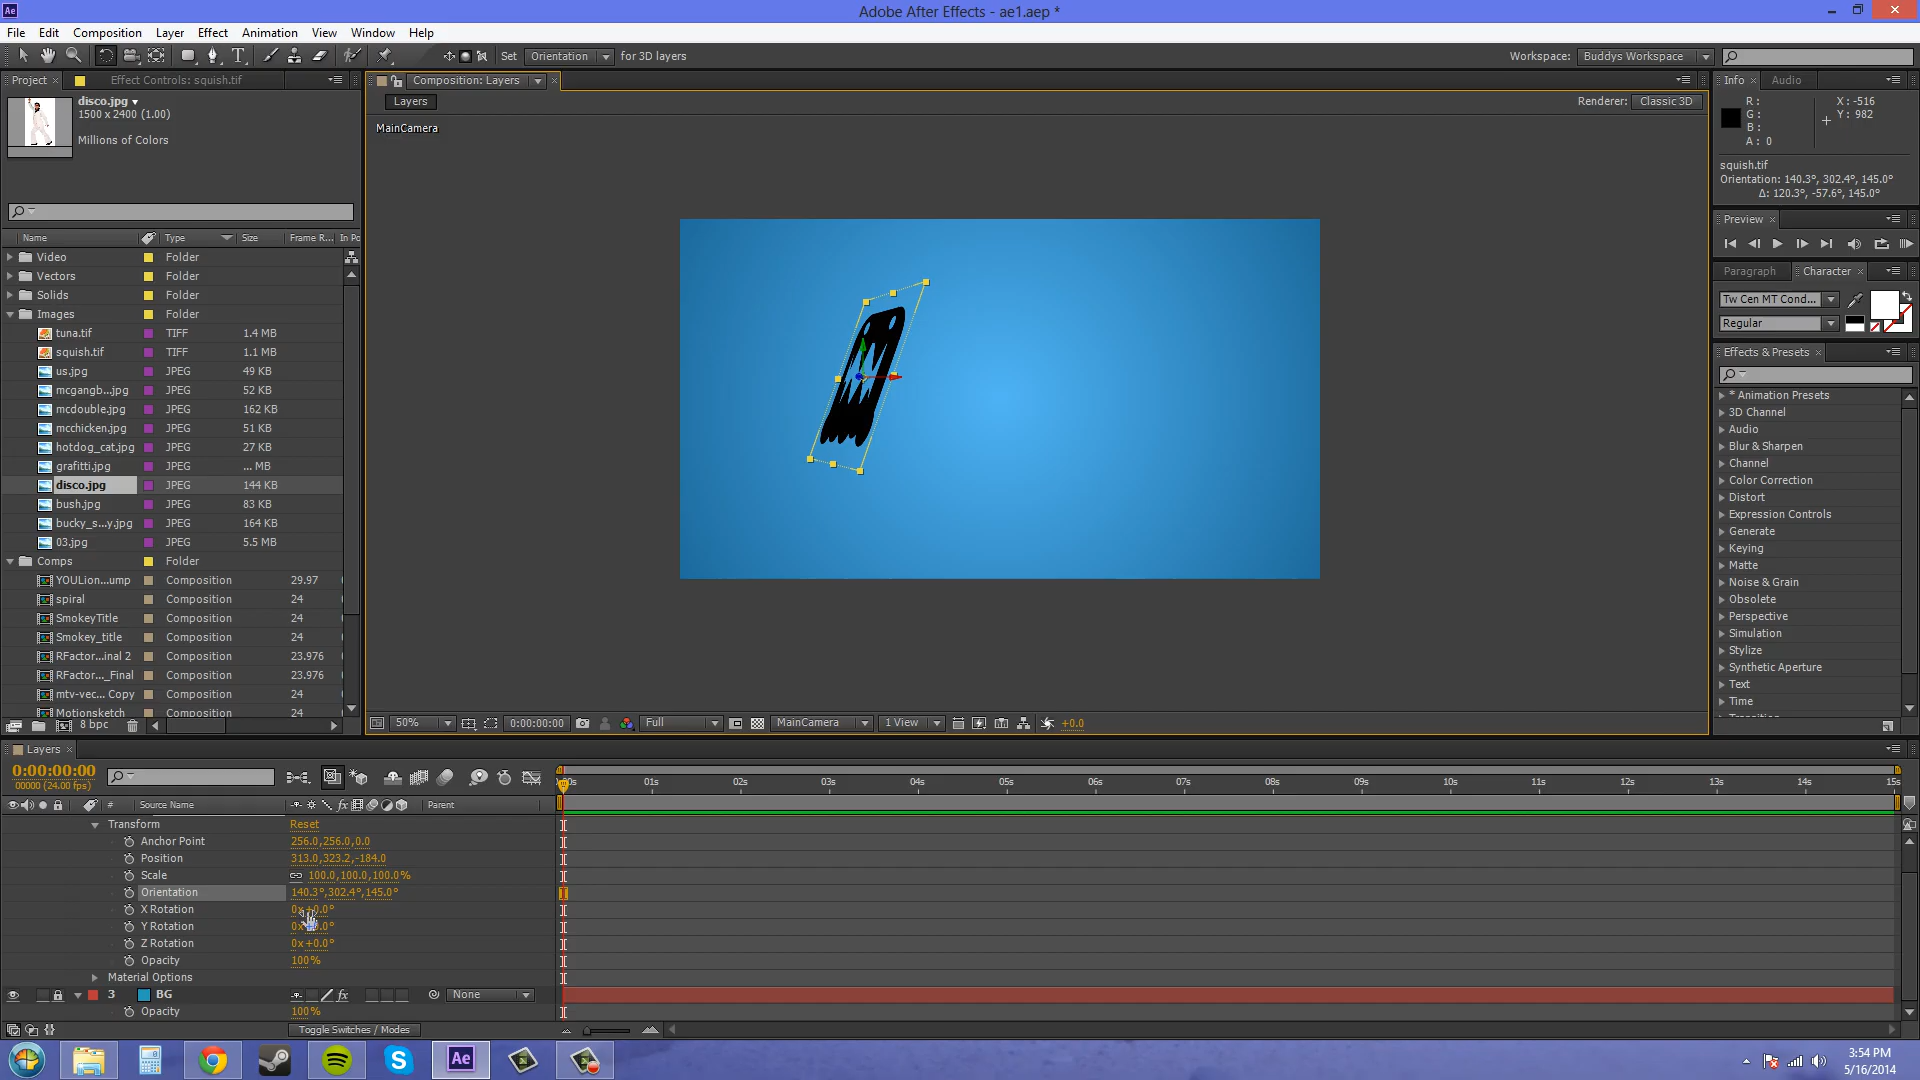 Ae Adobe After Effects - ae1.aep *
File Edit Composition Layer Effect Animation View Window Help
Set Orientation for 3D layers Workspace: Buddys Workspace
Project Effect Controls: squish.tif
disco.jpg
1500 x 2400 (1.00)
Millions of Colors
Name Type Size Frame R... In Po
Video Folder
Vectors Folder
Solids Folder
Images Folder
tuna.tif TIFF 1.4 MB
squish.tif TIFF 1.1 MB
us.jpg JPEG 49 KB
mcgangb...jpg JPEG 52 KB
mcdouble.jpg JPEG 162 KB
mcchicken.jpg JPEG 51 KB
hotdog_cat.jpg JPEG 27 KB
grafitti.jpg JPEG ... MB
disco.jpg JPEG 144 KB
bush.jpg JPEG 83 KB
bucky_s...y.jpg JPEG 164 KB
03.jpg JPEG 5.5 MB
Comps Folder
YOULion...ump Composition 29.97
spiral Composition 24
SmokeyTitle Composition 24
Smokey_title Composition 24
RFactor...inal 2 Composition 23.976
RFactor..._Final Composition 23.976
mtv-vec... Copy Composition 24
Motionsketch Composition 24
8 bpc
Composition: Layers
Layers Renderer: Classic 3D
MainCamera
50% 0:00:00:00 Full MainCamera 1 View +0.0
Info Audio
R: X: -516
G: Y: 982
B:
A: 0
squish.tif
Orientation: 140.3°, 302.4°, 145.0°
Δ: 120.3°, -57.6°, 145.0°
Preview
Paragraph Character
Tw Cen MT Cond...
Regular
Effects & Presets
* Animation Presets
3D Channel
Audio
Blur & Sharpen
Channel
Color Correction
Distort
Expression Controls
Generate
Keying
Matte
Noise & Grain
Obsolete
Perspective
Simulation
Stylize
Synthetic Aperture
Text
Time
Layers
0:00:00:00
00000 (24.00 fps)
01s 02s 03s 04s 05s 06s 07s 08s 09s 10s 11s 12s 13s 14s 15s
# Source Name Parent
Transform Reset
Anchor Point 256.0,256.0,0.0
Position 313.0,323.2,-184.0
Scale 100.0,100.0,100.0%
Orientation 140.3°,302.4°,145.0°
X Rotation 0x+0.0°
Y Rotation
Z Rotation 0x+0.0°
Opacity 100%
Material Options
3 BG None
Opacity 100%
Toggle Switches / Modes
Ae
3:54 PM
5/16/2014